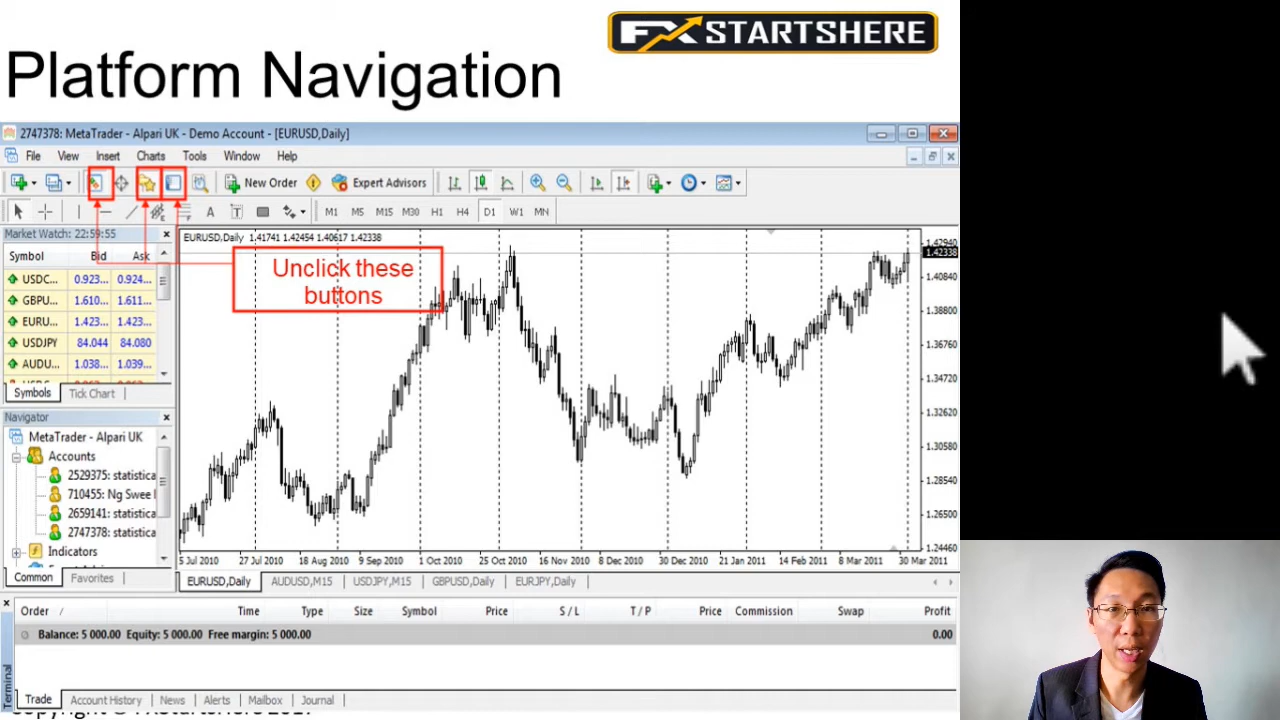 FXSTARTSHERE
Platform Navigation
2747378: MetaTrader - Alpari UK - Demo Account - [EURUSD,Daily]
File View Insert Charts Tools Window Help
New Order Expert Advisors
A T M1 M5 M15 M30 H1 H4 D1 W1 MN
Market Watch: 22:59:55
Symbol Bid Ask
USDC... 0.923... 0.924...
GBPU... 1.610... 1.611...
EURU... 1.423... 1.423...
USDJPY 84.044 84.080
AUDU... 1.038... 1.039...
Symbols Tick Chart
Navigator
MetaTrader - Alpari UK
Accounts
2529375: statistica
710455: Ng Swee
2659141: statistica
2747378: statistica
Indicators
Common Favorites
EURUSD,Daily 1.41741 1.42454 1.40617 1.42338
Unclick these
buttons
1.42940
1.42338
1.40840
1.38800
1.36760
1.34720
1.32620
1.30580
1.28540
1.26500
1.24460
5 Jul 2010 27 Jul 2010 18 Aug 2010 9 Sep 2010 1 Oct 2010 25 Oct 2010 16 Nov 2010 8 Dec 2010 30 Dec 2010 21 Jan 2011 14 Feb 2011 8 Mar 2011 30 Mar 2011
EURUSD,Daily AUDUSD,M15 USDJPY,M15 GBPUSD,Daily EURJPY,Daily
Order / Time Type Size Symbol Price S / L T / P Price Commission Swap Profit
Balance: 5 000.00 Equity: 5 000.00 Free margin: 5 000.00 0.00
Terminal
Trade Account History News Alerts Mailbox Journal